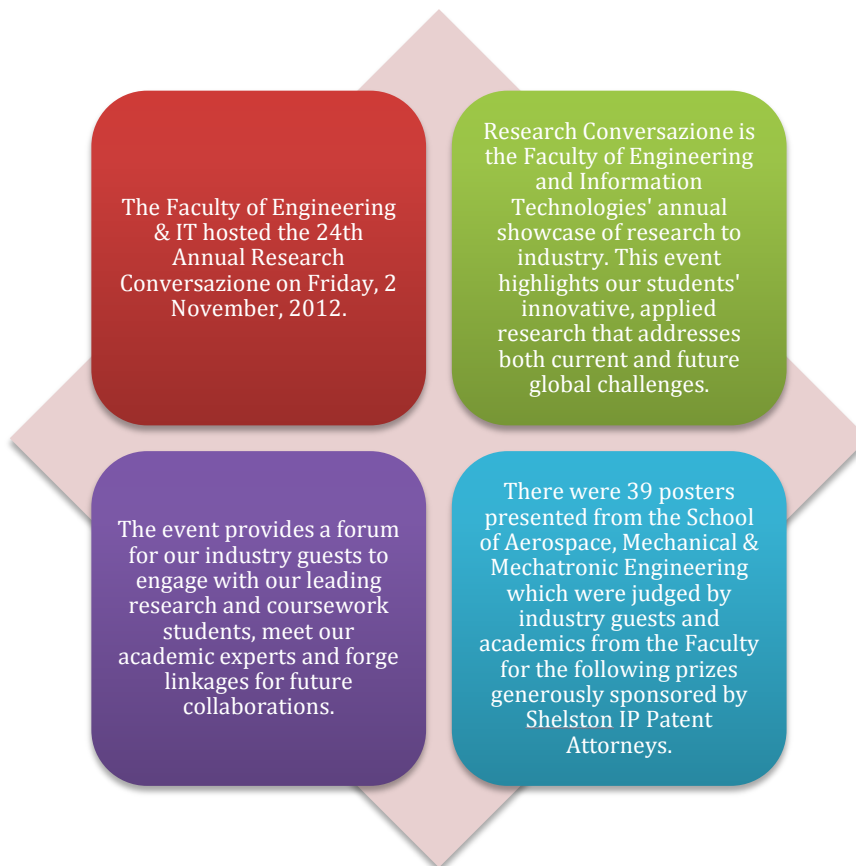 The Faculty of Engineering
& IT hosted the 24th
Annual Research
Conversazione on Friday, 2
November, 2012.
Research Conversazione is
the Faculty of Engineering
and Information
Technologies' annual
showcase of research to
industry. This event
highlights our students'
innovative, applied
research that addresses
both current and future
global challenges.
The event provides a forum
for our industry guests to
engage with our leading
research and coursework
students, meet our
academic experts and forge
linkages for future
collaborations.
There were 39 posters
presented from the School
of Aerospace, Mechanical &
Mechatronic Engineering
which were judged by
industry guests and
academics from the Faculty
for the following prizes
generously sponsored by
Shelston IP Patent
Attorneys.